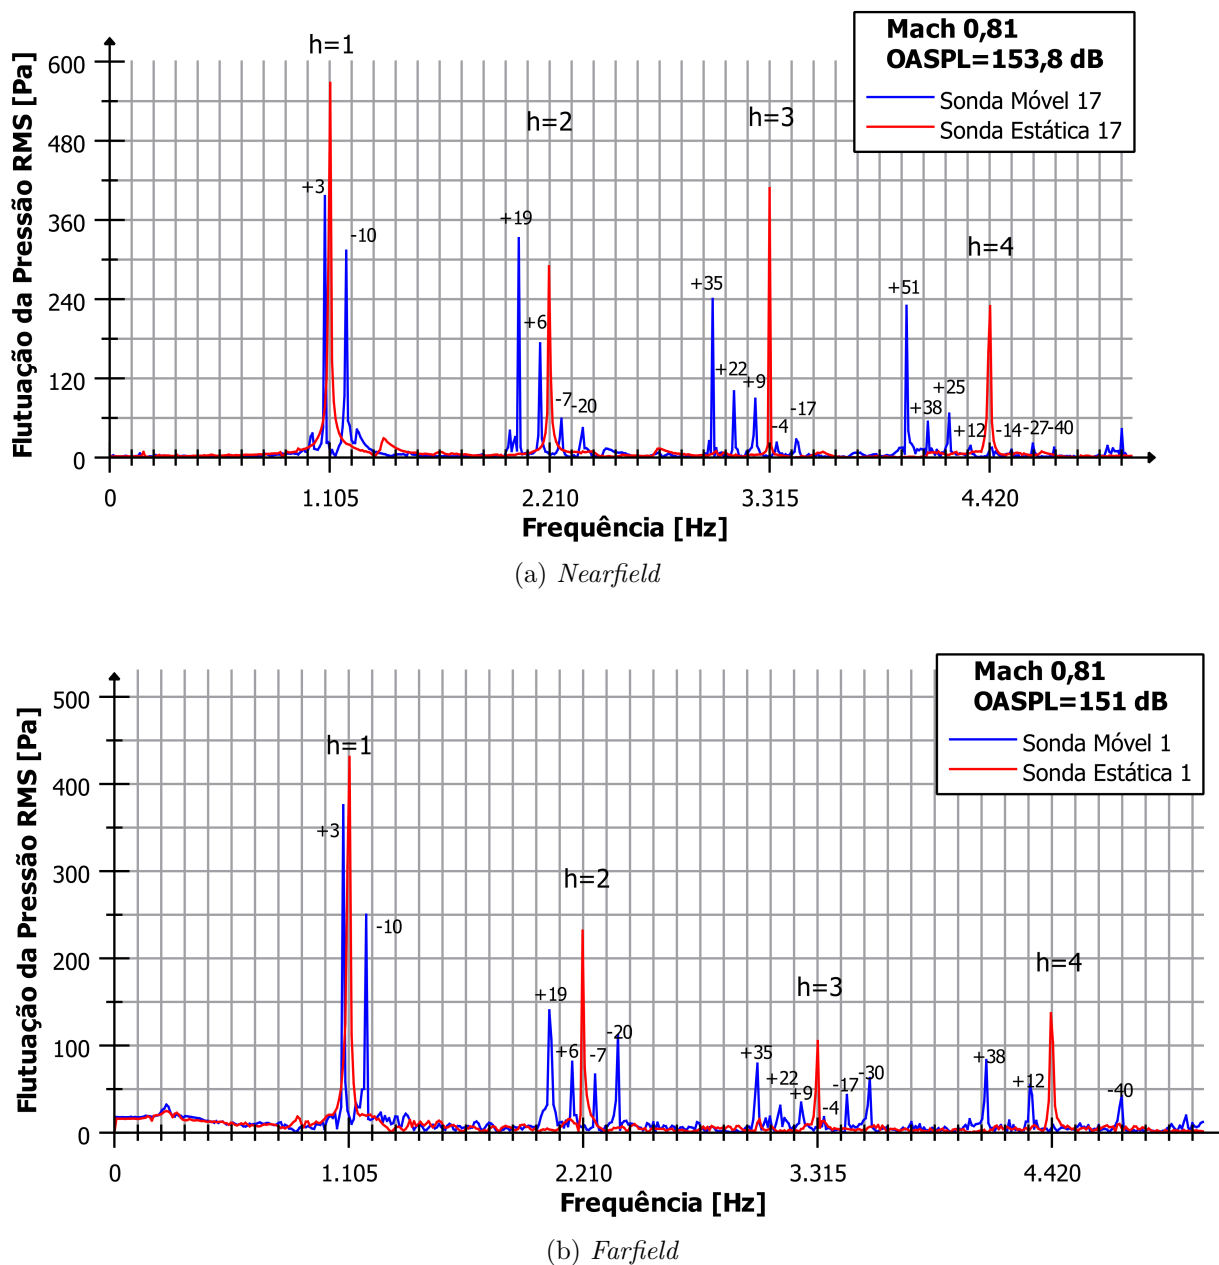 Mach 0,81
OASPL=153,8 dB
Sonda Móvel 17
Sonda Estática 17
Flutuação da Pressão RMS [Pa]
600
480
360
240
120
0
h=1
h=2
h=3
h=4
+3
-10
+19
+6
-7
-20
+35
+22
+9
-4
-17
+51
+38
+25
+12
-14
-27
-40
0
1.105
2.210
3.315
4.420
Frequência [Hz]
(a) Nearfield
Mach 0,81
OASPL=151 dB
Sonda Móvel 1
Sonda Estática 1
Flutuação da Pressão RMS [Pa]
500
400
300
200
100
0
h=1
h=2
h=3
h=4
+3
-10
+19
+6
-7
-20
+35
+22
+9
-4
-17
-30
+38
+12
-40
0
1.105
2.210
3.315
4.420
Frequência [Hz]
(b) Farfield